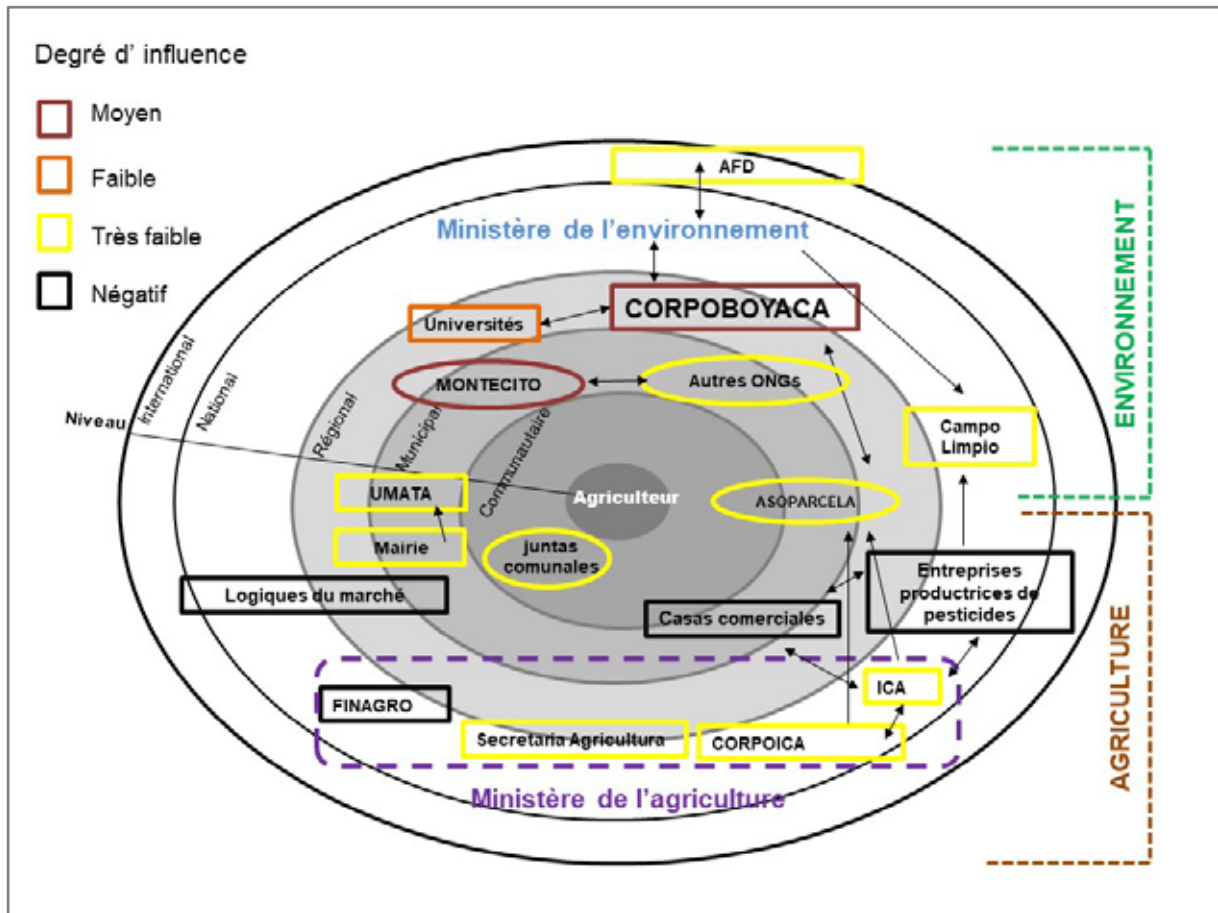 Degré d' influence
Moyen
Faible
Très faible
Négatif
AFD
Ministère de l'environnement
CORPOBOYACA
Universités
MONTECITO
Autres ONGs
Campo
Limpio
Niveau
International
National
Régional
Municipal
Communautaire
Agriculteur
UMATA
ASOPARCELA
Mairie
juntas
comunales
Logiques du marché
Casas comerciales
Entreprises
productrices de
pesticides
FINAGRO
ICA
Secretaria Agricultura
CORPOICA
Ministère de l'agriculture
ENVIRONNEMENT
AGRICULTURE